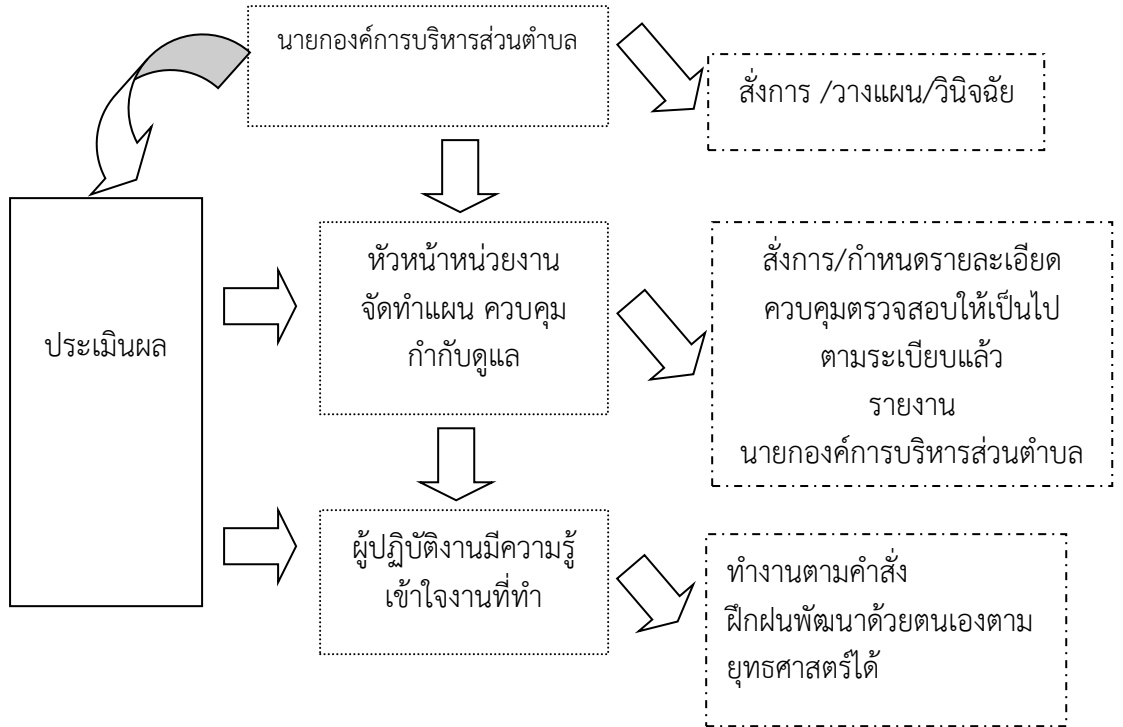 นายกองค์การบริหารส่วนตำบล
สั่งการ /วางแผน/วินิจฉัย
ประเมินผล
หัวหน้าหน่วยงาน
จัดทำแผน ควบคุม
กำกับดูแล
สั่งการ/กำหนดรายละเอียด
ควบคุมตรวจสอบให้เป็นไป
ตามระเบียบแล้ว
รายงาน
นายกองค์การบริหารส่วนตำบล
ผู้ปฏิบัติงานมีความรู้
เข้าใจงานที่ทำ
ทำงานตามคำสั่ง
ฝึกฝนพัฒนาด้วยตนเองตาม
ยุทธศาสตร์ได้